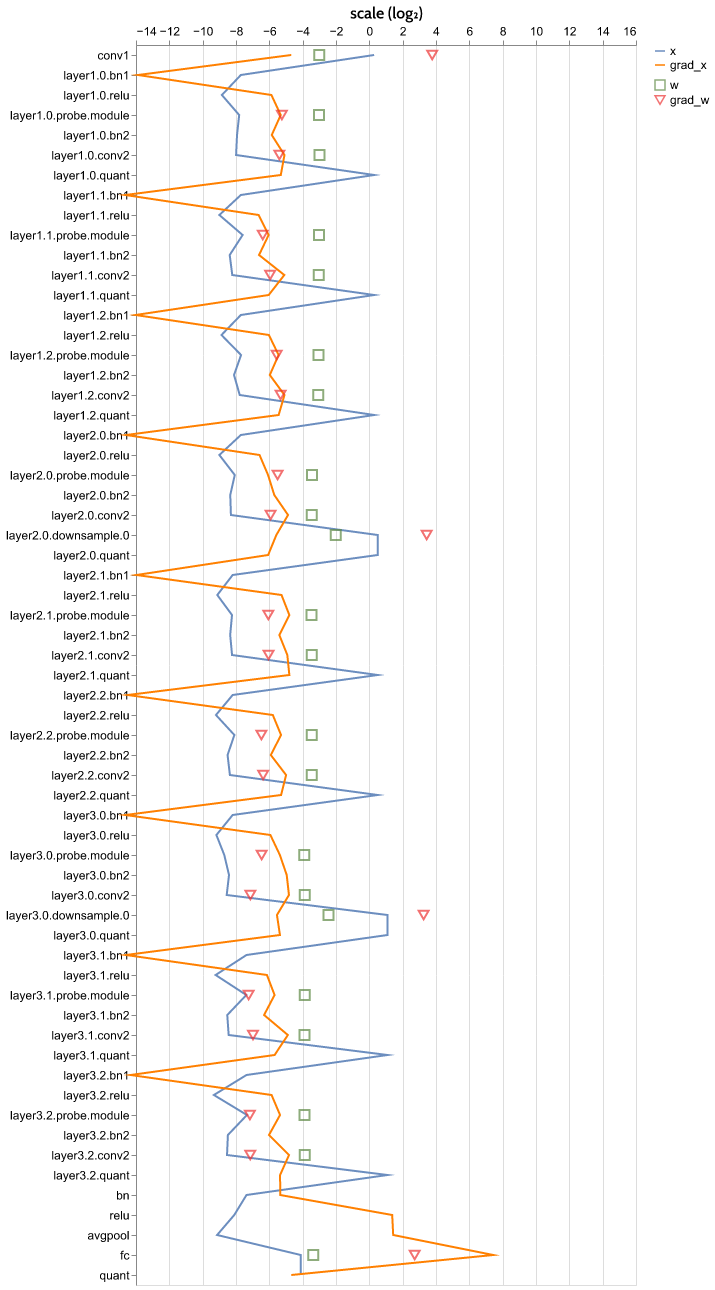 scale (log₂)
−14 −12 −10 −8 −6 −4 −2 0 2 4 6 8 10 12 14 16
x
grad_x
w
grad_w
conv1
layer1.0.bn1
layer1.0.relu
layer1.0.probe.module
layer1.0.bn2
layer1.0.conv2
layer1.0.quant
layer1.1.bn1
layer1.1.relu
layer1.1.probe.module
layer1.1.bn2
layer1.1.conv2
layer1.1.quant
layer1.2.bn1
layer1.2.relu
layer1.2.probe.module
layer1.2.bn2
layer1.2.conv2
layer1.2.quant
layer2.0.bn1
layer2.0.relu
layer2.0.probe.module
layer2.0.bn2
layer2.0.conv2
layer2.0.downsample.0
layer2.0.quant
layer2.1.bn1
layer2.1.relu
layer2.1.probe.module
layer2.1.bn2
layer2.1.conv2
layer2.1.quant
layer2.2.bn1
layer2.2.relu
layer2.2.probe.module
layer2.2.bn2
layer2.2.conv2
layer2.2.quant
layer3.0.bn1
layer3.0.relu
layer3.0.probe.module
layer3.0.bn2
layer3.0.conv2
layer3.0.downsample.0
layer3.0.quant
layer3.1.bn1
layer3.1.relu
layer3.1.probe.module
layer3.1.bn2
layer3.1.conv2
layer3.1.quant
layer3.2.bn1
layer3.2.relu
layer3.2.probe.module
layer3.2.bn2
layer3.2.conv2
layer3.2.quant
bn
relu
avgpool
fc
quant